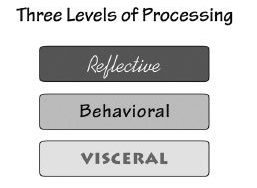 Three Levels of Processing
Reflective
Behavioral
VISCERAL